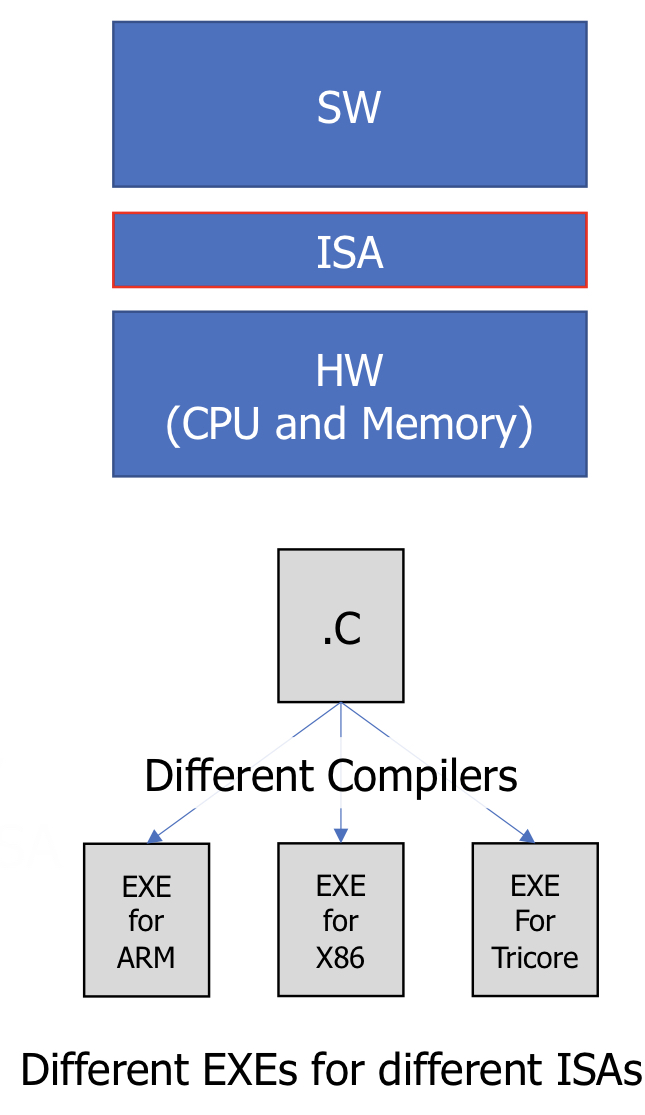 SW
ISA
HW
(CPU and Memory)
.C
Different Compilers
EXE
for
ARM
EXE
for
X86
EXE
For
Tricore
Different EXEs for different ISAs